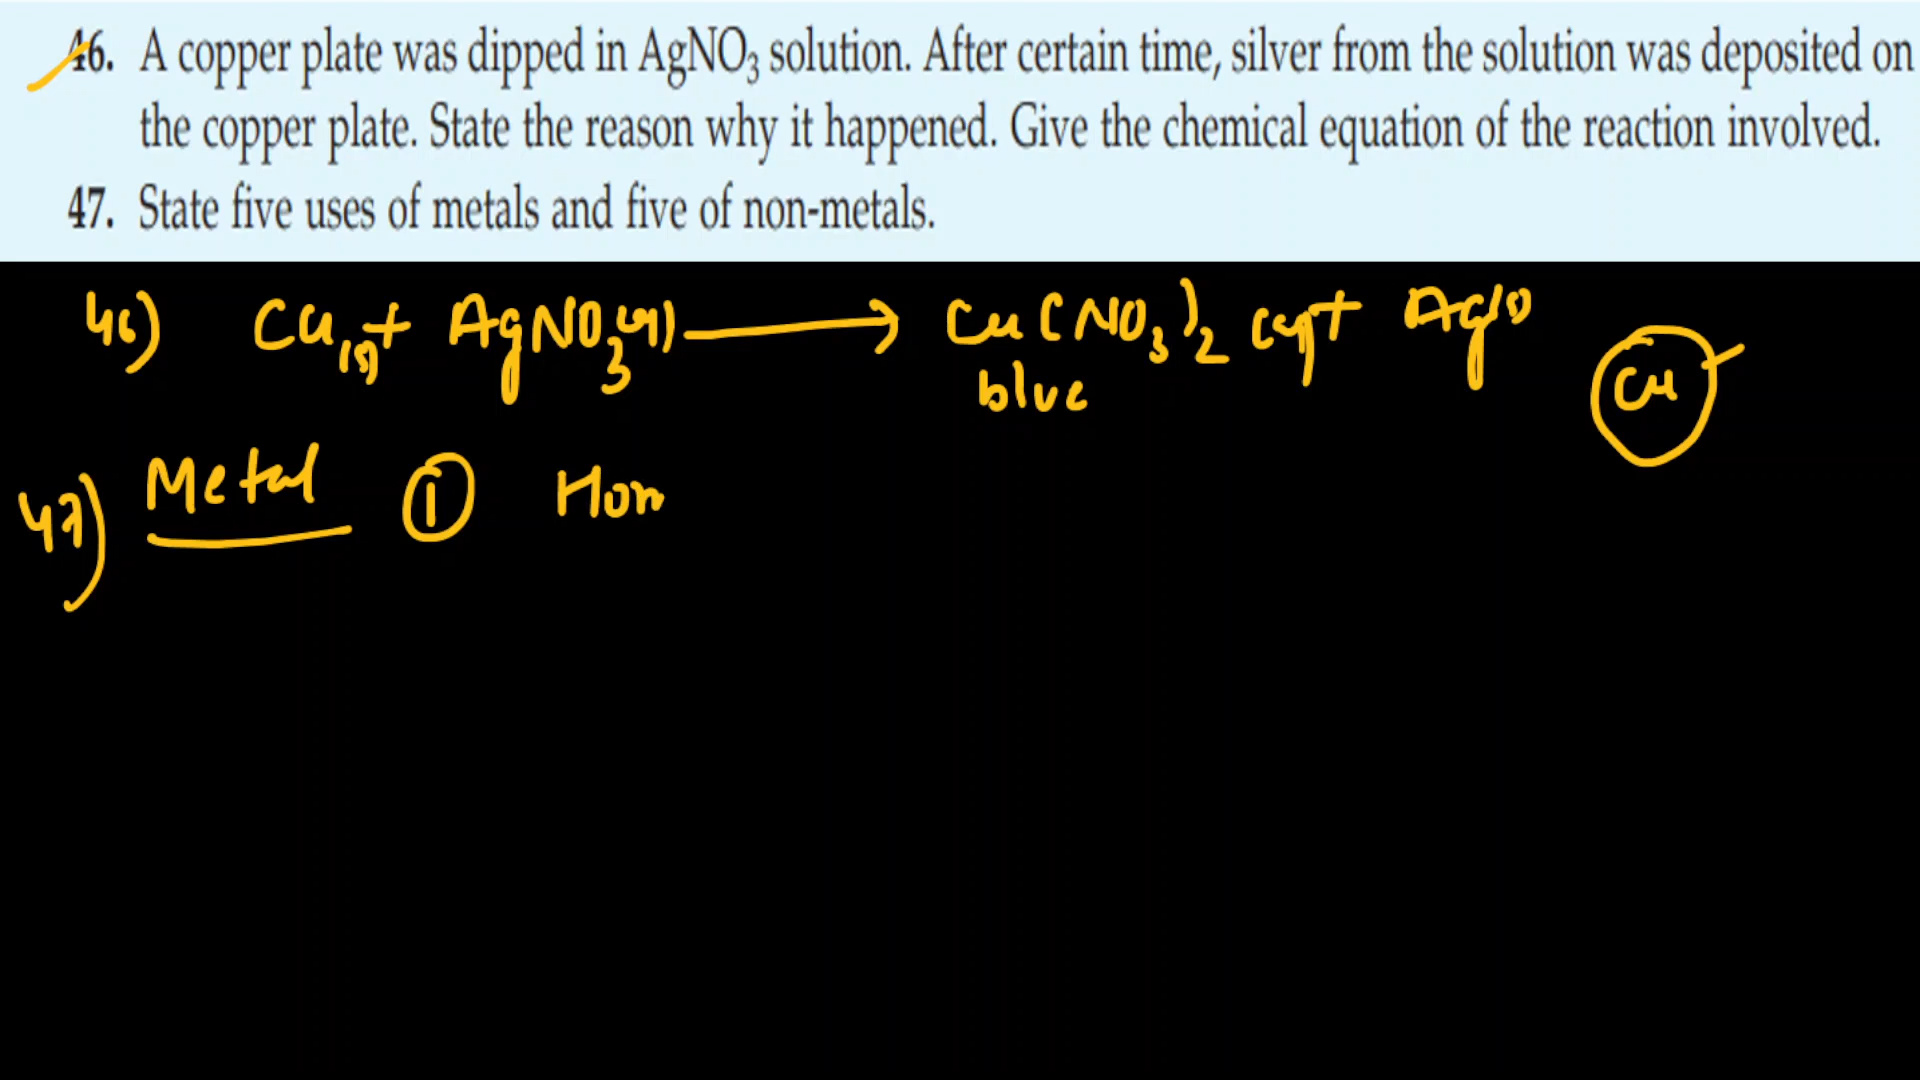 46. A copper plate was dipped in AgNO₃ solution. After certain time, silver from the solution was deposited on
the copper plate. State the reason why it happened. Give the chemical equation of the reaction involved.
47. State five uses of metals and five of non-metals.
46) Cu(s) + AgNO₃(aq) ⟶ Cu(NO₃)₂ (aq) + Ag(s)
blue
Cu
47) Metal ① Hom